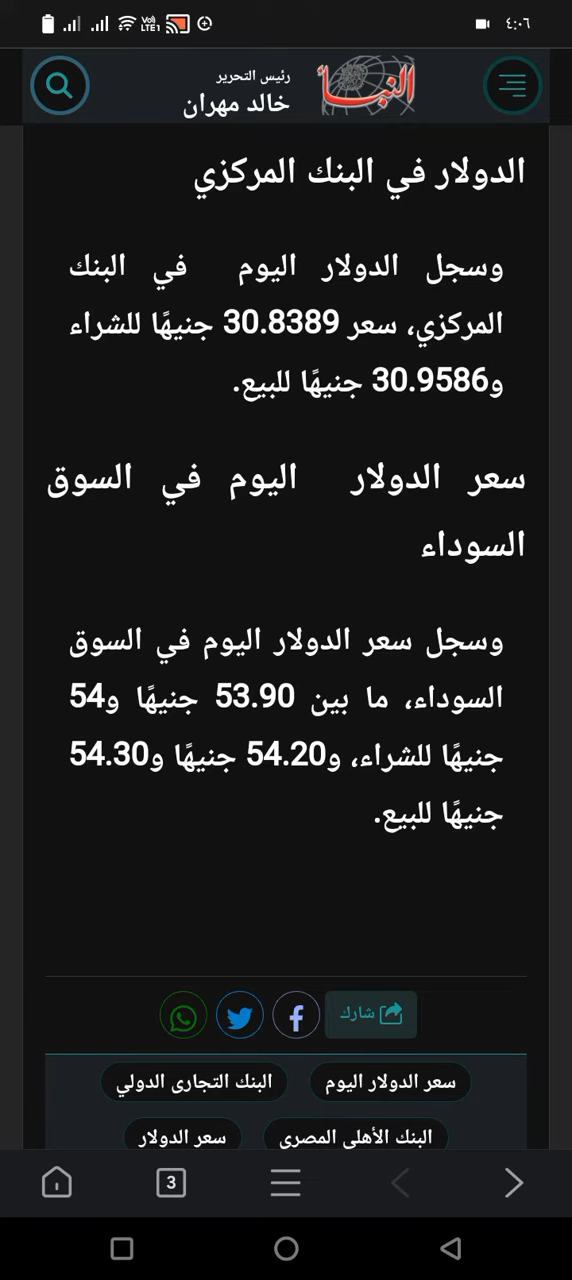 ٤:٠٦
Vo)
LTE1
رئيس التحرير
خالد مهران
النبأ
الدولار في البنك المركزي
وسجل الدولار اليوم في البنك
المركزي، سعر 30.8389 جنيهًا للشراء
و30.9586 جنيهًا للبيع.
سعر الدولار اليوم في السوق
السوداء
وسجل سعر الدولار اليوم في السوق
السوداء، ما بين 53.90 جنيهًا و54
جنيهًا للشراء، و54.20 جنيهًا و54.30
جنيهًا للبيع.
شارك
سعر الدولار اليوم
البنك التجارى الدولي
البنك الأهلى المصرى
سعر الدولار
3